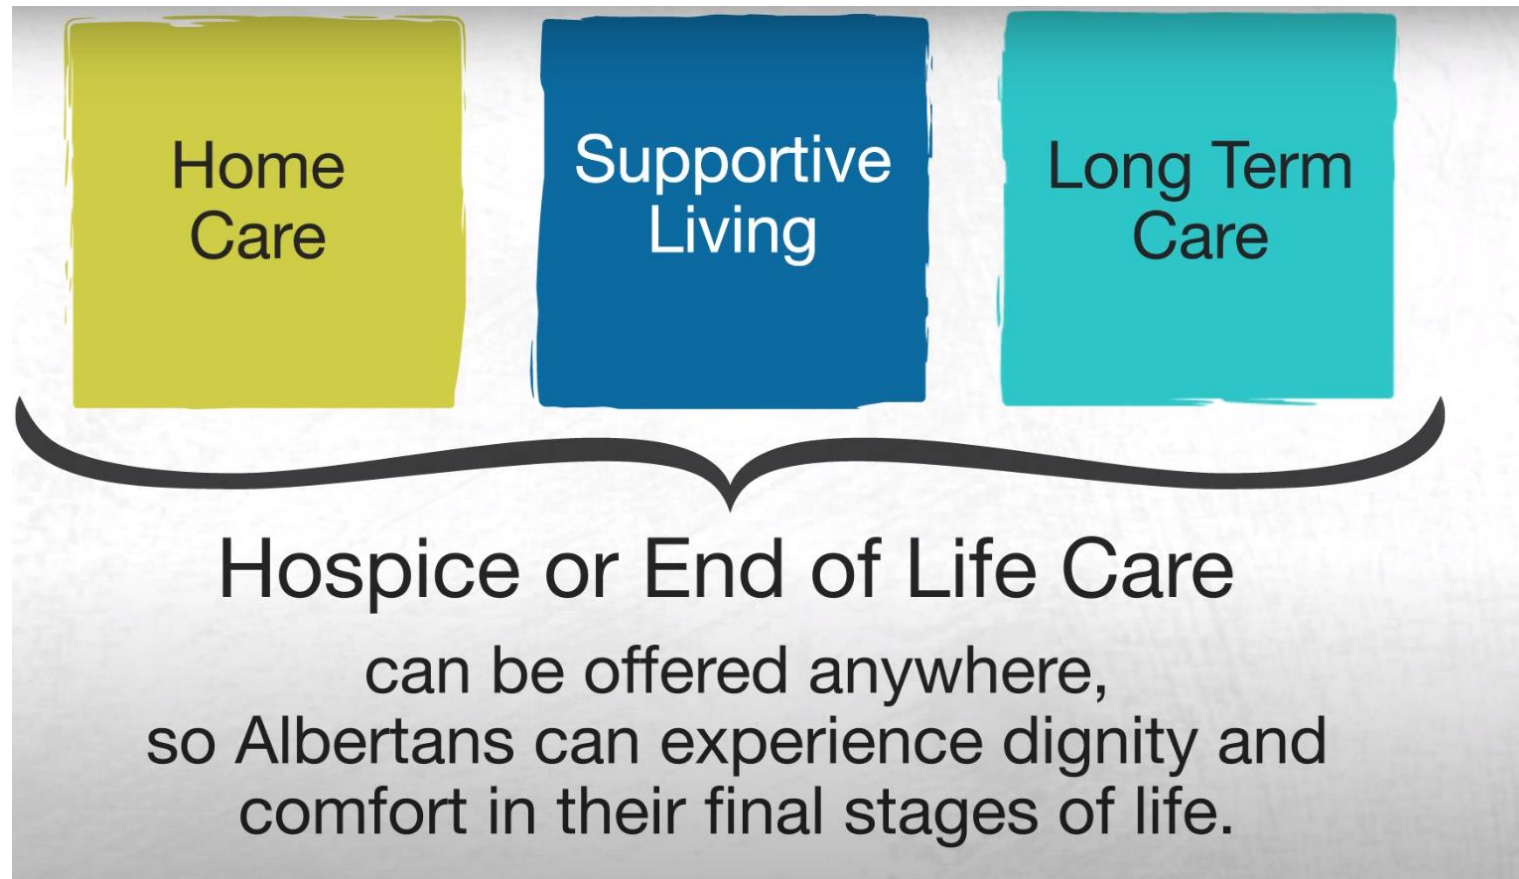 Home
Care
Supportive
Living
Long Term
Care
Hospice or End of Life Care
can be offered anywhere,
so Albertans can experience dignity and
comfort in their final stages of life.